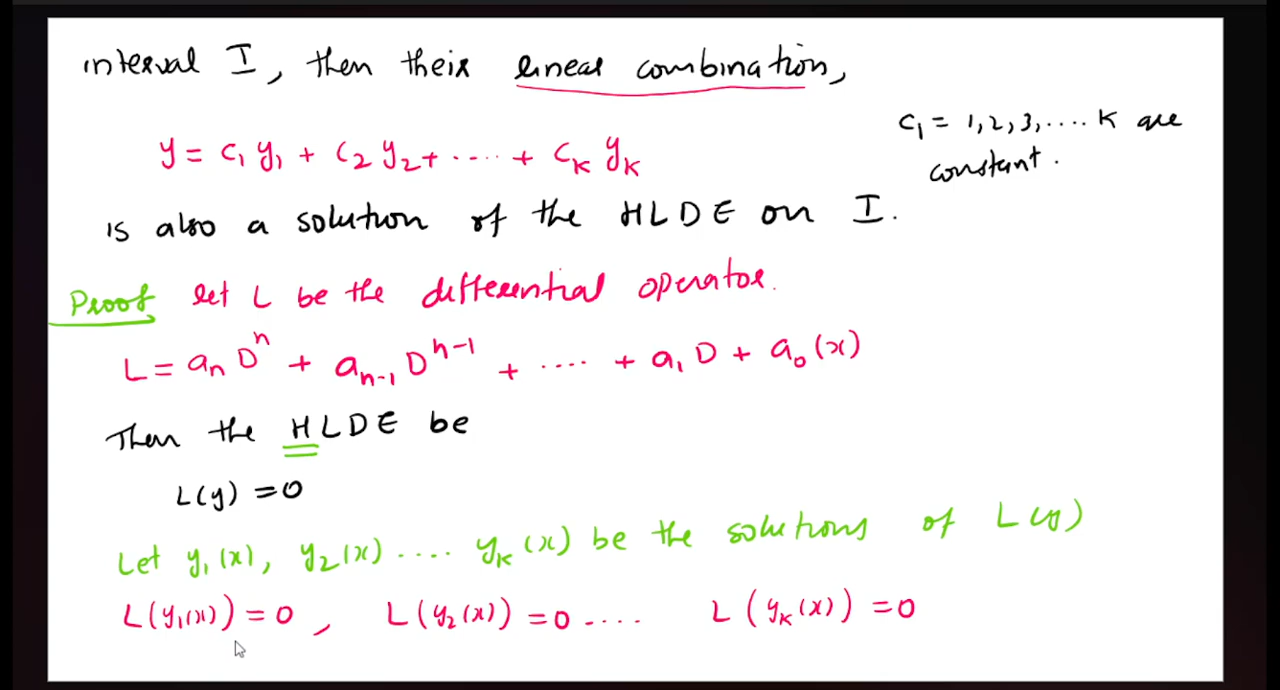 interval I, then their linear combination,
c₁ = 1,2,3,.... K are
constant.
y = c₁ y₁ + c₂ y₂ + ..... + cₖ yₖ
is also a solution of the HLDE on I.
Proof let L be the differential operator.
L = aₙ Dⁿ + aₙ₋₁ Dⁿ⁻¹ + .... + a₁ D + a₀(x)
Then the HLDE be
L(y) = 0
Let y₁(x), y₂(x) .... yₖ(x) be the solutions of L(y)
L(y₁(x)) = 0, L(y₂(x)) = 0 .... L(yₖ(x)) = 0